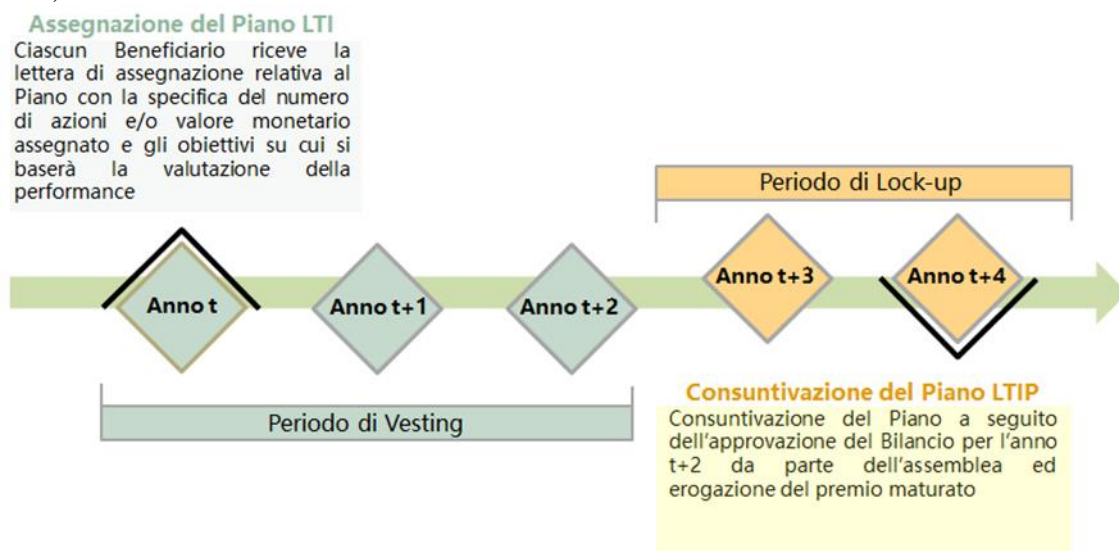 Assegnazione del Piano LTI
Ciascun Beneficiario riceve la
lettera di assegnazione relativa al
Piano con la specifica del numero
di azioni e/o valore monetario
assegnato e gli obiettivi su cui si
baserà la valutazione della
performance
Periodo di Lock-up
Anno t
Anno t+1
Anno t+2
Anno t+3
Anno t+4
Periodo di Vesting
Consuntivazione del Piano LTIP
Consuntivazione del Piano a seguito
dell'approvazione del Bilancio per l'anno
t+2 da parte dell'assemblea ed
erogazione del premio maturato